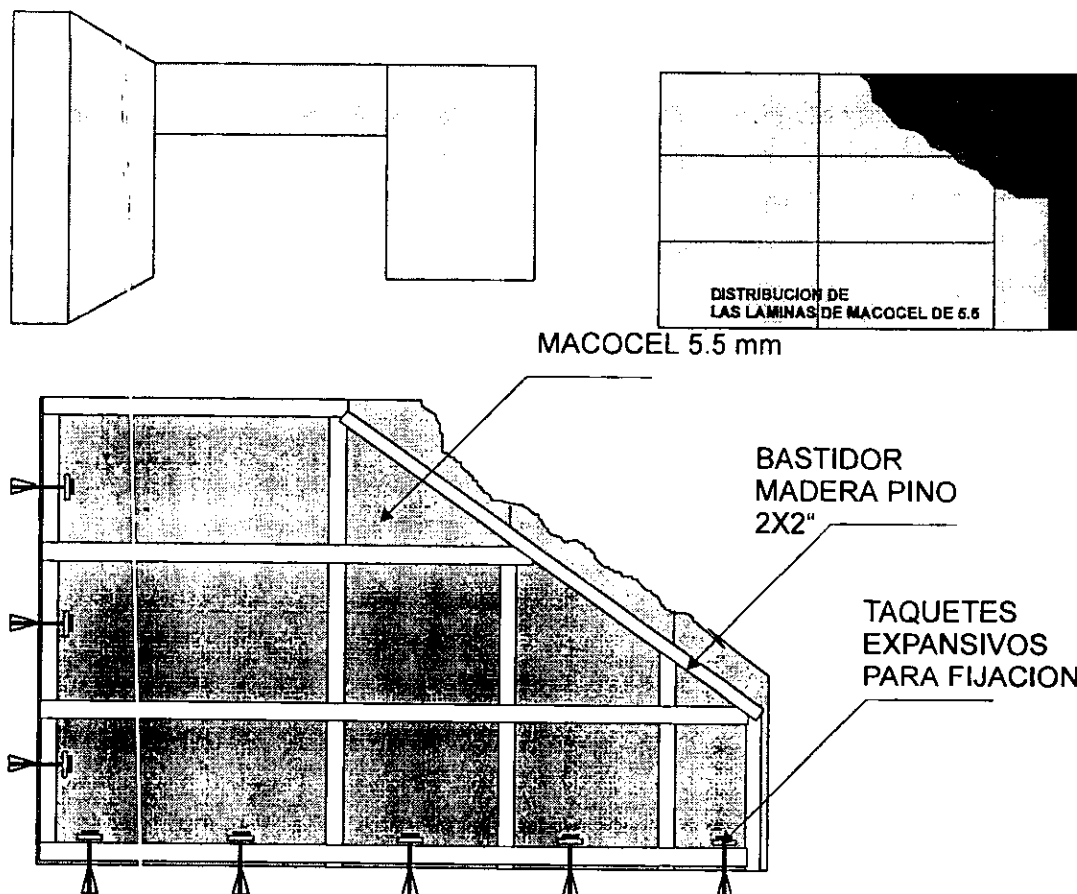 DISTRIBUCION DE
LAS LAMINAS DE MACOCEL DE 5.5
MACOCEL 5.5 mm
BASTIDOR
MADERA PINO
2X2“
TAQUETES
EXPANSIVOS
PARA FIJACION